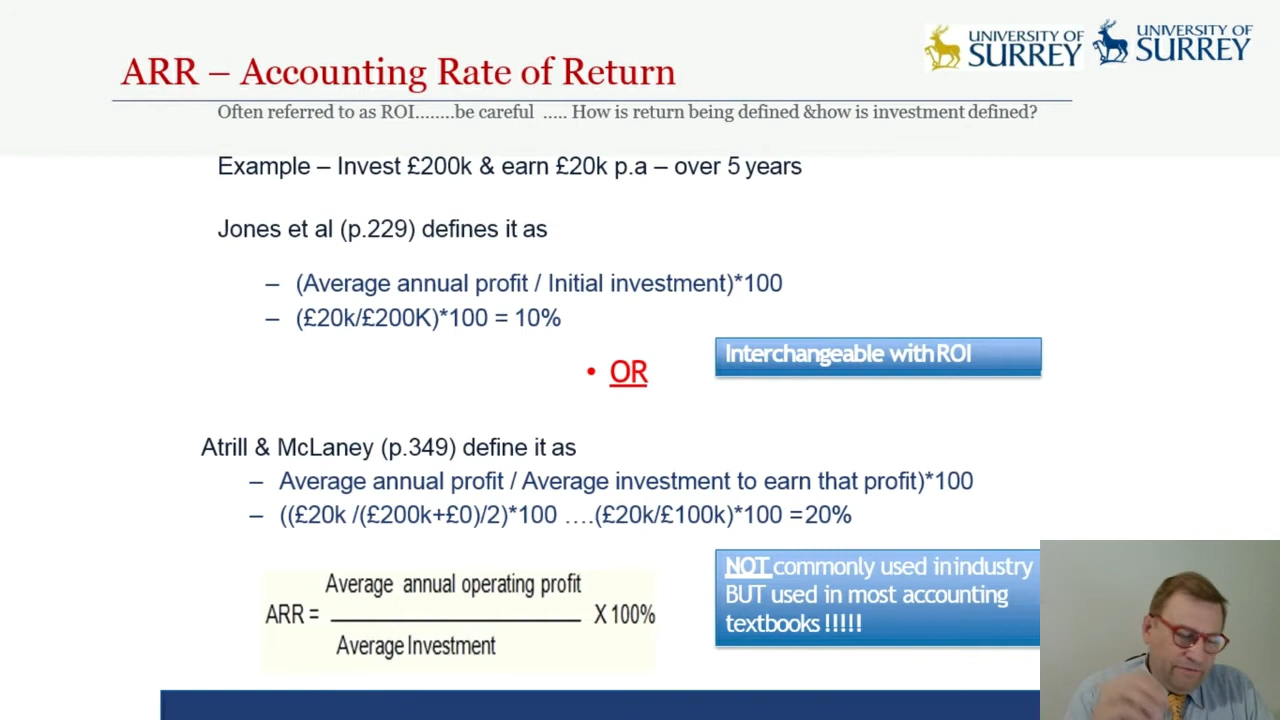 UNIVERSITY OF
SURREY
UNIVERSITY OF
SURREY
ARR – Accounting Rate of Return
Often referred to as ROI........be careful ..... How is return being defined &how is investment defined?
Example – Invest £200k & earn £20k p.a – over 5 years
Jones et al (p.229) defines it as
– (Average annual profit / Initial investment)*100
– (£20k/£200K)*100 = 10%
Interchangeable with ROI
• OR
Atrill & McLaney (p.349) define it as
– Average annual profit / Average investment to earn that profit)*100
– ((£20k /(£200k+£0)/2)*100 ….(£20k/£100k)*100 =20%
NOT commonly used in industry
BUT used in most accounting
textbooks !!!!!
Average annual operating profit
ARR = X 100%
Average Investment